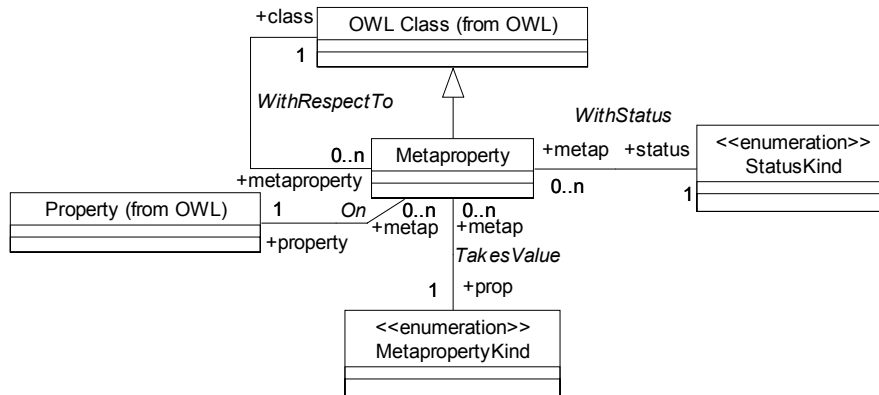 +class
OWL Class (from OWL)
1
WithRespectTo
WithStatus
0..n
Metaproperty
+metap
+status
<<enumeration>>
StatusKind
+metaproperty
0..n
1
Property (from OWL)
1
On
0..n
0..n
+property
+metap
+metap
TakesValue
1
+prop
<<enumeration>>
MetapropertyKind